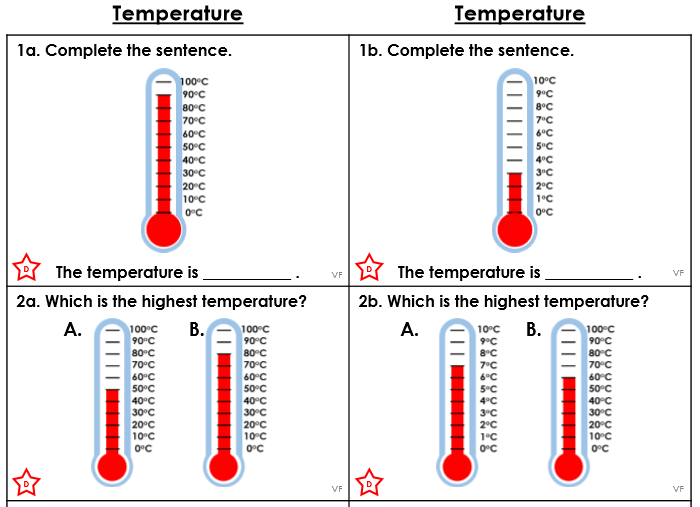 Temperature
1a. Complete the sentence.
100°C
90°C
80°C
70°C
60°C
50°C
40°C
30°C
20°C
10°C
0°C
D
The temperature is ___________ .
VF
Temperature
1b. Complete the sentence.
10°C
9°C
8°C
7°C
6°C
5°C
4°C
3°C
2°C
1°C
0°C
D
The temperature is ___________ .
VF
2a. Which is the highest temperature?
A.
100°C
90°C
80°C
70°C
60°C
50°C
40°C
30°C
20°C
10°C
0°C
B.
100°C
90°C
80°C
70°C
60°C
50°C
40°C
30°C
20°C
10°C
0°C
D
VF
2b. Which is the highest temperature?
A.
10°C
9°C
8°C
7°C
6°C
5°C
4°C
3°C
2°C
1°C
0°C
B.
100°C
90°C
80°C
70°C
60°C
50°C
40°C
30°C
20°C
10°C
0°C
D
VF